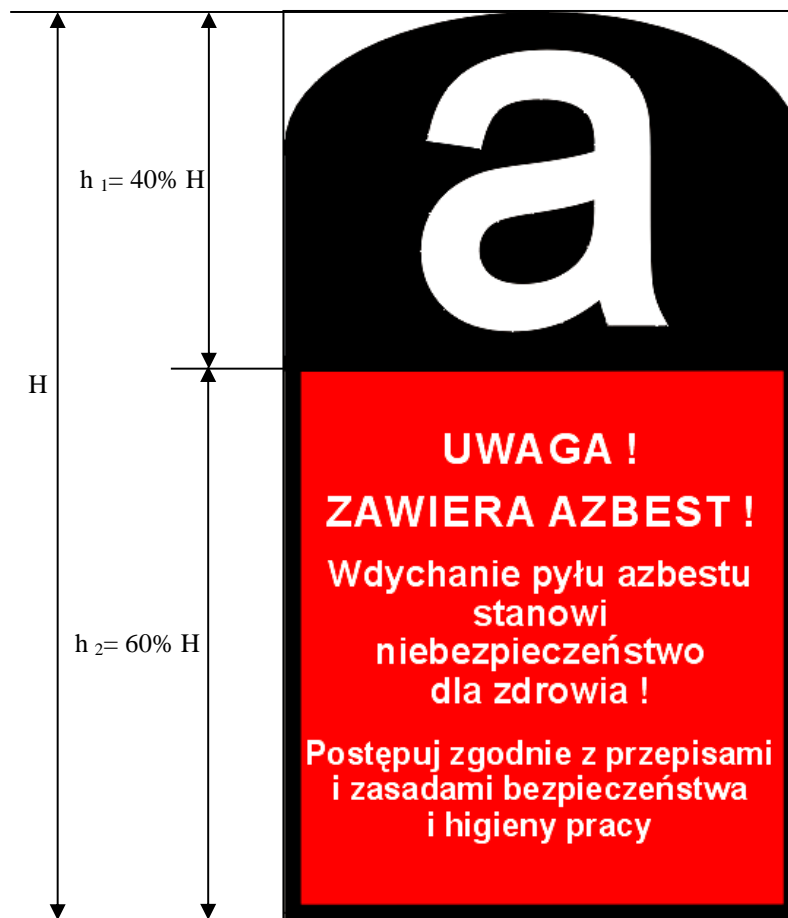 h 1= 40% H
H
h 2= 60% H
a
UWAGA !
ZAWIERA AZBEST !
Wdychanie pyłu azbestu
stanowi
niebezpieczeństwo
dla zdrowia !
Postępuj zgodnie z przepisami
i zasadami bezpieczeństwa
i higieny pracy